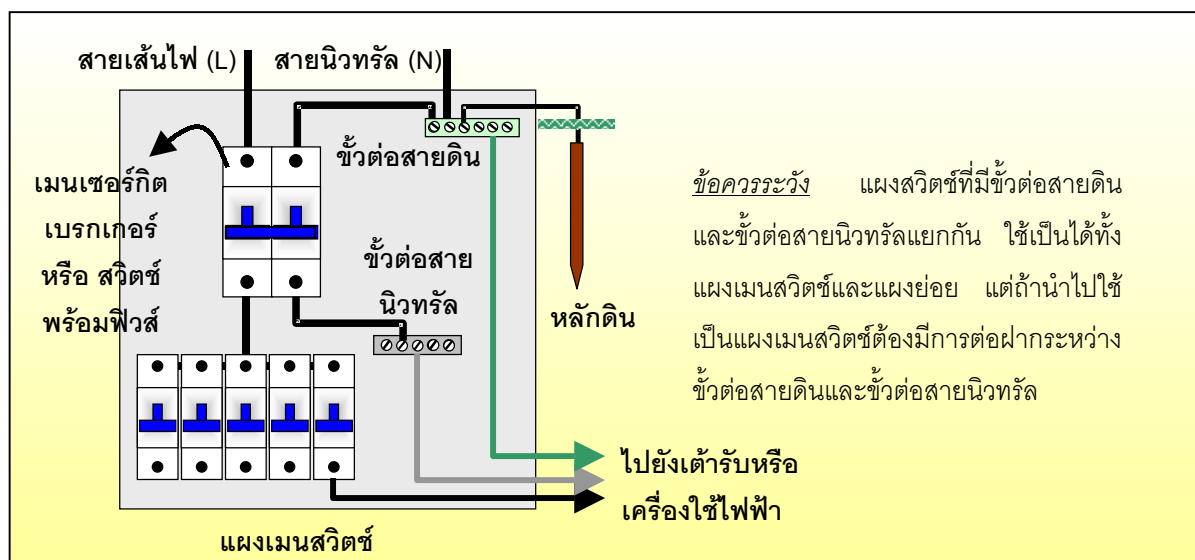 สายเส้นไฟ (L)
สายนิวทรัล (N)
ขั้วต่อสายดิน
เมนเซอร์กิต
เบรกเกอร์
หรือ สวิตช์
พร้อมฟิวส์
ขั้วต่อสาย
นิวทรัล
หลักดิน
ข้อควรระวัง แผงสวิตช์ที่มีขั้วต่อสายดิน
และขั้วต่อสายนิวทรัลแยกกัน ใช้เป็นได้ทั้ง
แผงเมนสวิตช์และแผงย่อย แต่ถ้านำไปใช้
เป็นแผงเมนสวิตช์ต้องมีการต่อฝากระหว่าง
ขั้วต่อสายดินและขั้วต่อสายนิวทรัล
ไปยังเต้ารับหรือ
เครื่องใช้ไฟฟ้า
แผงเมนสวิตช์